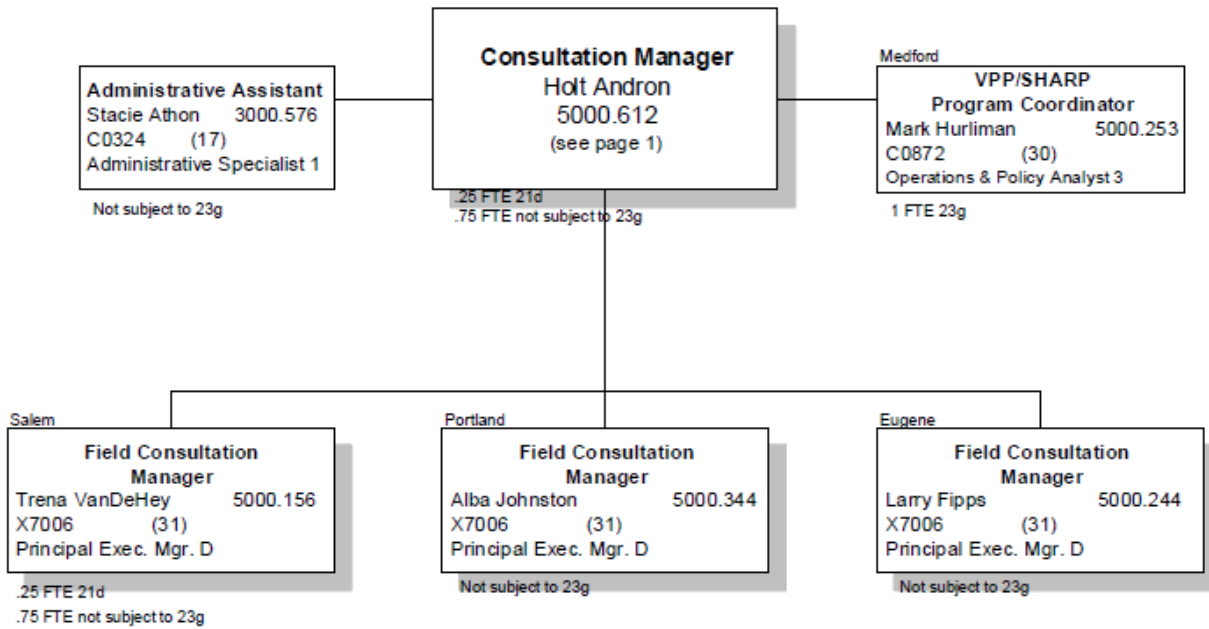 Consultation Manager
Holt Andron
5000.612
(see page 1)
.25 FTE 21d
.75 FTE not subject to 23g
Administrative Assistant
Stacie Athon 3000.576
C0324 (17)
Administrative Specialist 1
Not subject to 23g
Medford
VPP/SHARP
Program Coordinator
Mark Hurliman 5000.253
C0872 (30)
Operations & Policy Analyst 3
1 FTE 23g
Salem
Field Consultation
Manager
Trena VanDeHey 5000.156
X7006 (31)
Principal Exec. Mgr. D
.25 FTE 21d
.75 FTE not subject to 23g
Portland
Field Consultation
Manager
Alba Johnston 5000.344
X7006 (31)
Principal Exec. Mgr. D
Not subject to 23g
Eugene
Field Consultation
Manager
Larry Fipps 5000.244
X7006 (31)
Principal Exec. Mgr. D
Not subject to 23g